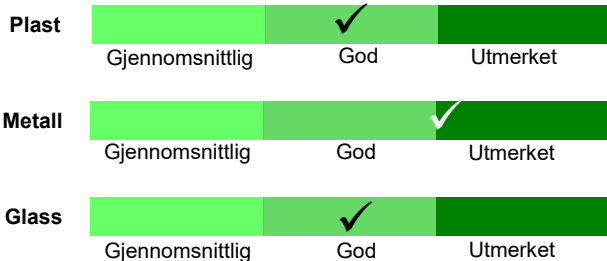 Plast
Gjennomsnittlig God Utmerket
Metall
Gjennomsnittlig God Utmerket
Glass
Gjennomsnittlig God Utmerket